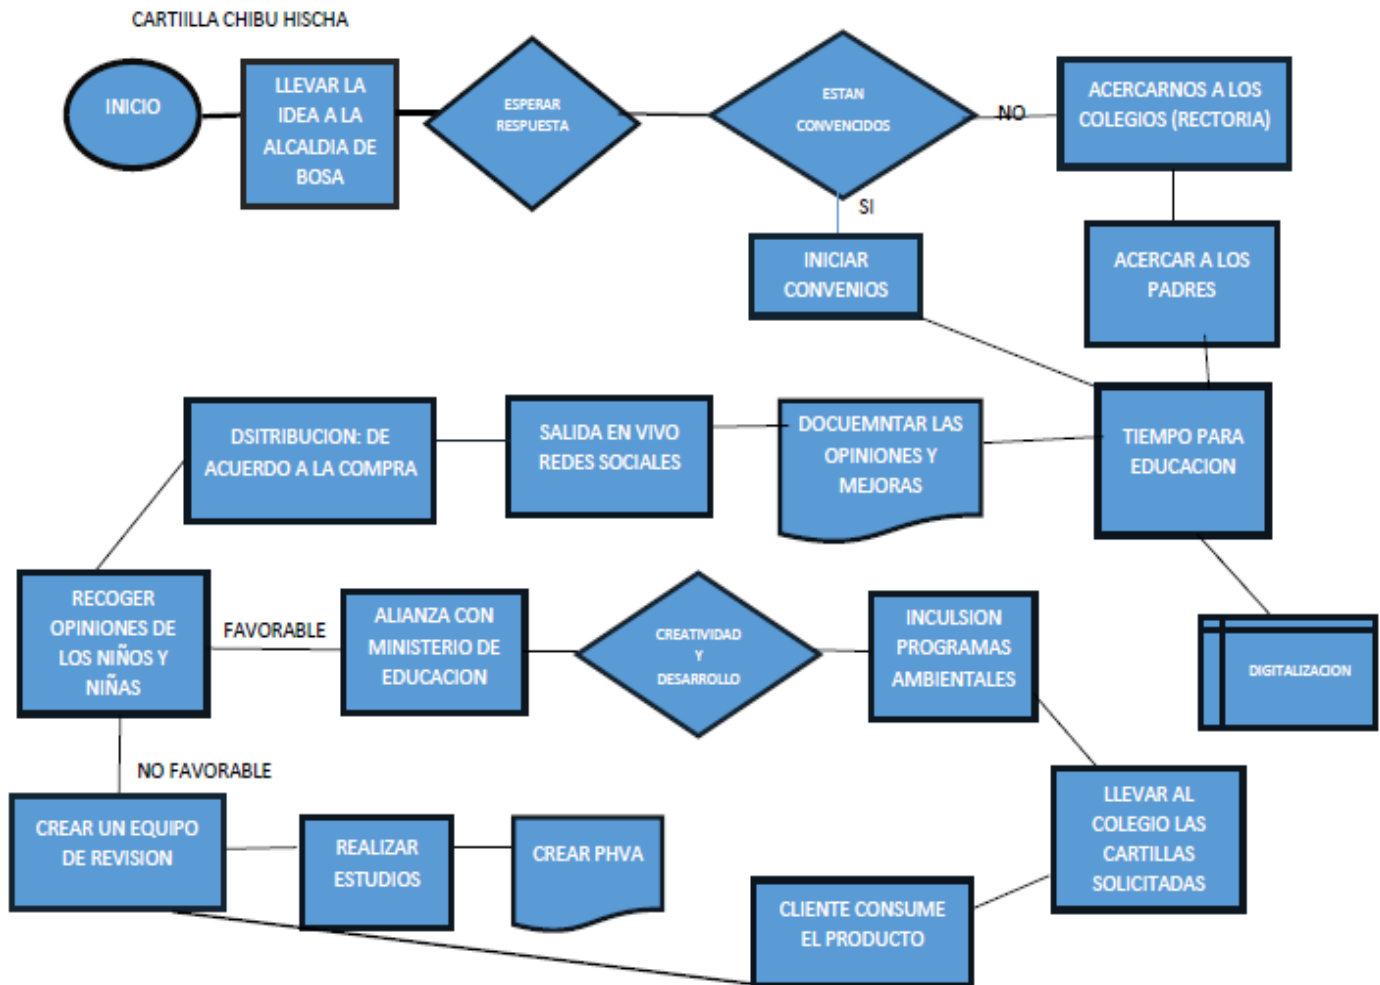 CARTIILLA CHIBU HISCHA
INICIO
LLEVAR LA
IDEA A LA
ALCALDIA DE
BOSA
ESPERAR
RESPUESTA
ESTAN
CONVENCIDOS
NO
ACERCARNOS A LOS
COLEGIOS (RECTORIA)
SI
INICIAR
CONVENIOS
ACERCAR A LOS
PADRES
DSITRIBUCION: DE
ACUERDO A LA COMPRA
SALIDA EN VIVO
REDES SOCIALES
DOCUEMNTAR LAS
OPINIONES Y
MEJORAS
TIEMPO PARA
EDUCACION
RECOGER
OPINIONES DE
LOS NIÑOS Y
NIÑAS
FAVORABLE
ALIANZA CON
MINISTERIO DE
EDUCACION
CREATIVIDAD
Y
DESARROLLO
INCULSION
PROGRAMAS
AMBIENTALES
DIGITALIZACION
NO FAVORABLE
CREAR UN EQUIPO
DE REVISION
REALIZAR
ESTUDIOS
CREAR PHVA
LLEVAR AL
COLEGIO LAS
CARTILLAS
SOLICITADAS
CLIENTE CONSUME
EL PRODUCTO